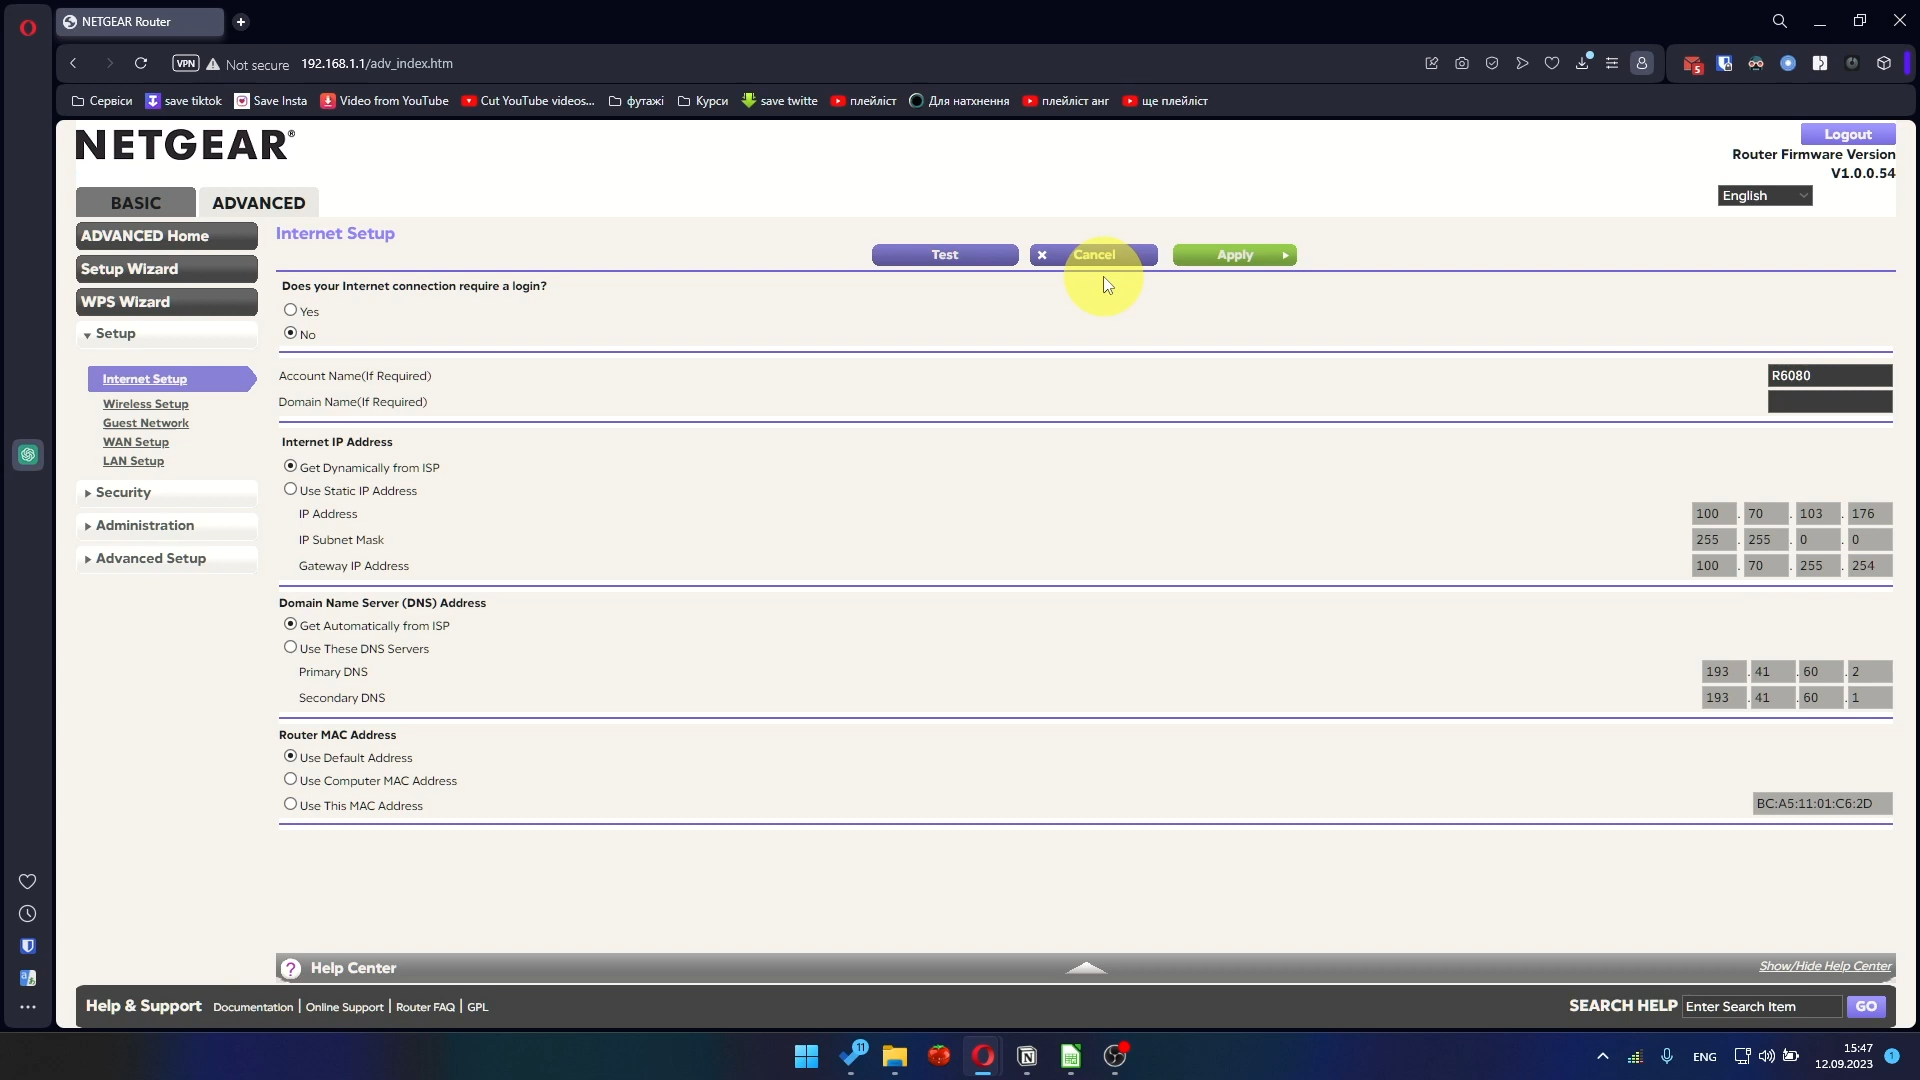 NETGEAR Router
VPN Not secure 192.168.1.1/adv_index.htm
5
Сервіси save tiktok Save Insta Video from YouTube Cut YouTube videos... футажі Курси save twitte плейліст Для натхнення плейліст анг ще плейліст
NETGEAR®
Logout
Router Firmware Version
V1.0.0.54
English
BASIC ADVANCED
ADVANCED Home
Setup Wizard
WPS Wizard
Setup
Internet Setup
Wireless Setup
Guest Network
WAN Setup
LAN Setup
Security
Administration
Advanced Setup
Internet Setup
Test Cancel Apply
Does your Internet connection require a login?
Yes
No
Account Name(If Required) R6080
Domain Name(If Required)
Internet IP Address
Get Dynamically from ISP
Use Static IP Address
IP Address 100 . 70 . 103 . 176
IP Subnet Mask 255 . 255 . 0 . 0
Gateway IP Address 100 . 70 . 255 . 254
Domain Name Server (DNS) Address
Get Automatically from ISP
Use These DNS Servers
Primary DNS 193 . 41 . 60 . 2
Secondary DNS 193 . 41 . 60 . 1
Router MAC Address
Use Default Address
Use Computer MAC Address
Use This MAC Address BC:A5:11:01:C6:2D
? Help Center Show/Hide Help Center
Help & Support Documentation | Online Support | Router FAQ | GPL SEARCH HELP Enter Search Item GO
11
ENG 15:47 1
12.09.2023